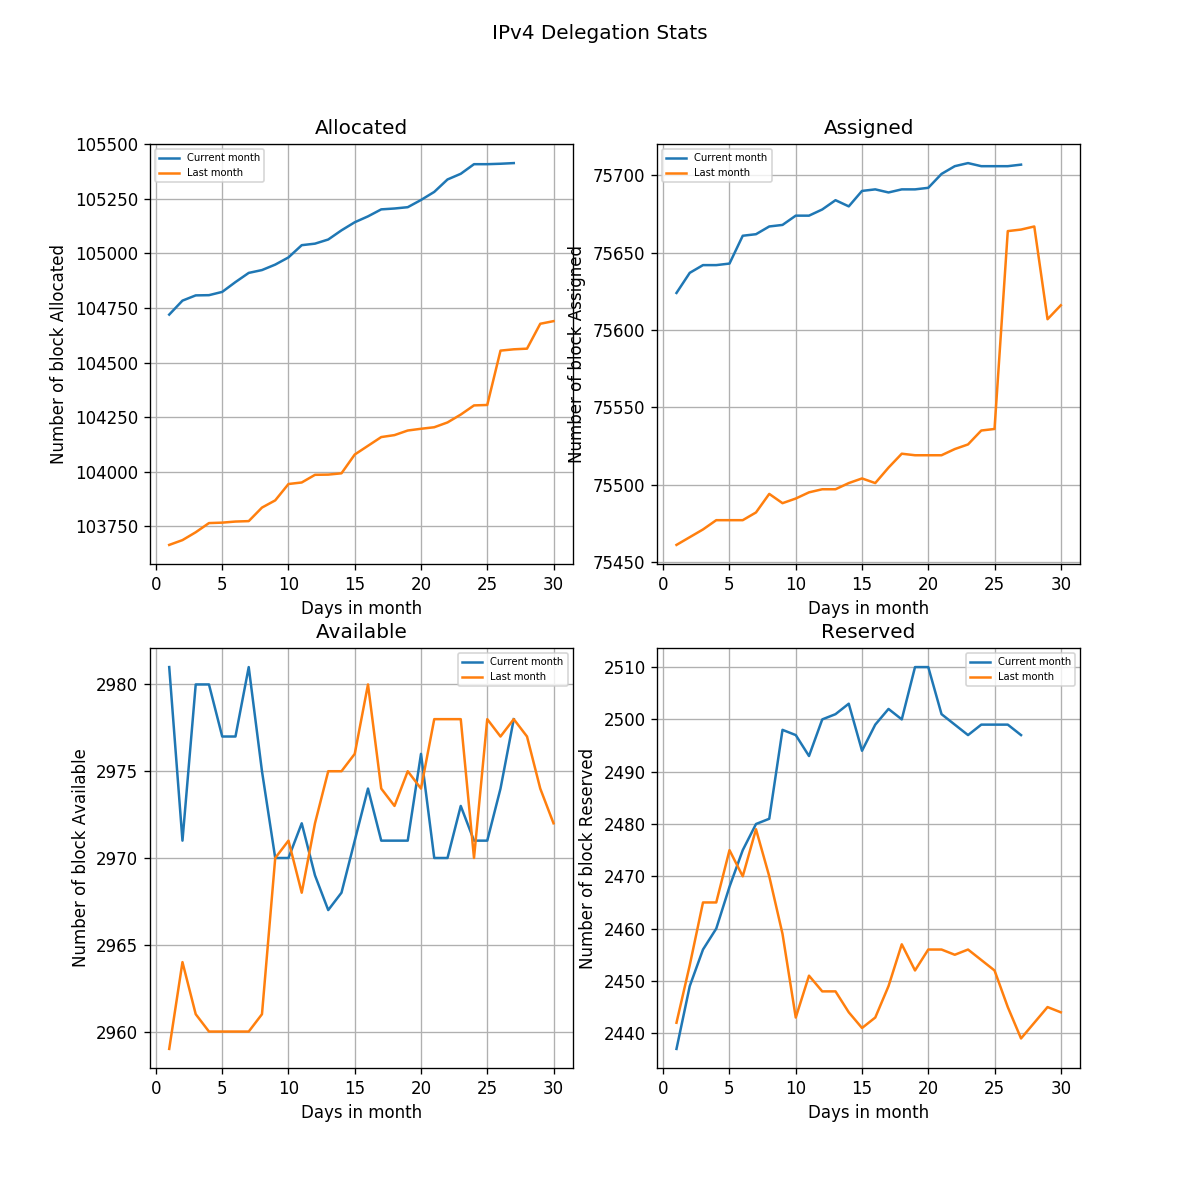 IPv4 Delegation Stats
Allocated
Number of block Allocated
105500
105250
105000
104750
104500
104250
104000
103750
Current month
Last month
0 5 10 15 20 25 30
Days in month
Assigned
Number of block Assigned
75700
75650
75600
75550
75500
75450
Current month
Last month
0 5 10 15 20 25 30
Days in month
Available
Number of block Available
2980
2975
2970
2965
2960
Current month
Last month
0 5 10 15 20 25 30
Days in month
Reserved
Number of block Reserved
2510
2500
2490
2480
2470
2460
2450
2440
Current month
Last month
0 5 10 15 20 25 30
Days in month